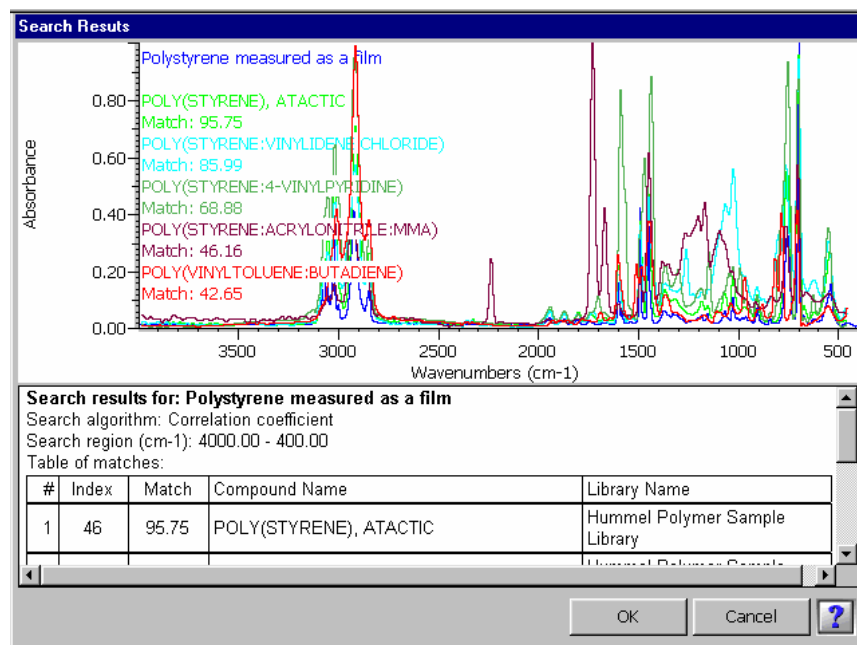 Search Resuts
Polystyrene measured as a film
POLY(STYRENE), ATACTIC
Match: 95.75
POLY(STYRENE:VINYLIDENE CHLORIDE)
Match: 85.99
POLY(STYRENE:4-VINYLPYRIDINE)
Match: 68.88
POLY(STYRENE:ACRYLONITRILE:MMA)
Match: 46.16
POLY(VINYLTOLUENE:BUTADIENE)
Match: 42.65
Absorbance
0.80
0.60
0.40
0.20
0.00
3500 3000 2500 2000 1500 1000 500
Wavenumbers (cm-1)
Search results for: Polystyrene measured as a film
Search algorithm: Correlation coefficient
Search region (cm-1): 4000.00 - 400.00
Table of matches:
# Index Match Compound Name Library Name
1 46 95.75 POLY(STYRENE), ATACTIC Hummel Polymer Sample
Library
Hummel Polymer Sample
OK Cancel ?